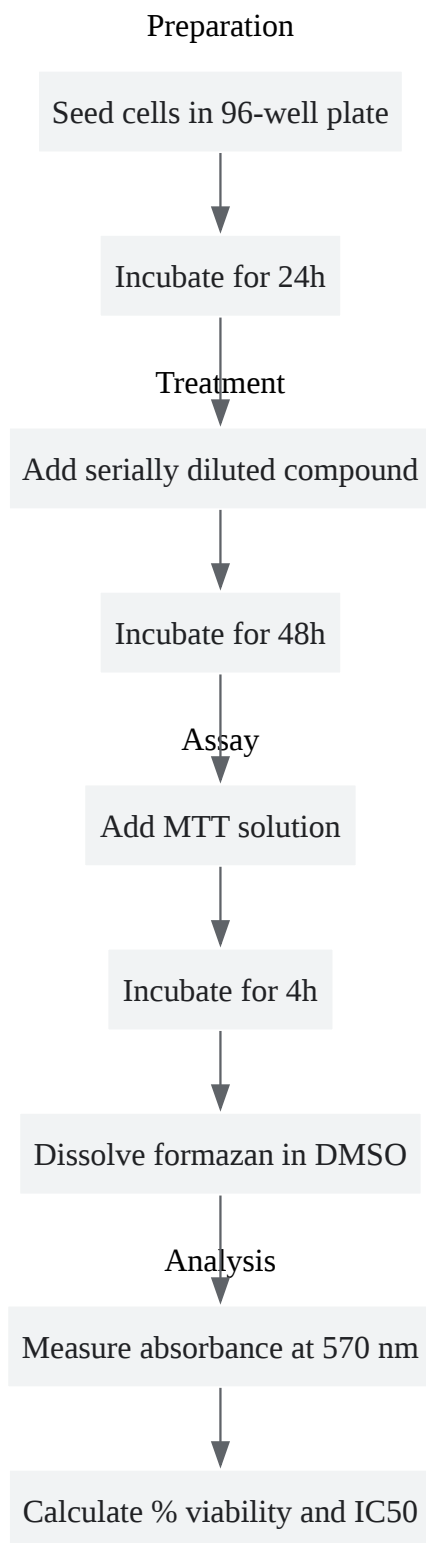 Preparation
Seed cells in 96-well plate
Incubate for 24h
Treatment
Add serially diluted compound
Incubate for 48h
Assay
Add MTT solution
Incubate for 4h
Dissolve formazan in DMSO
Analysis
Measure absorbance at 570 nm
Calculate % viability and IC50